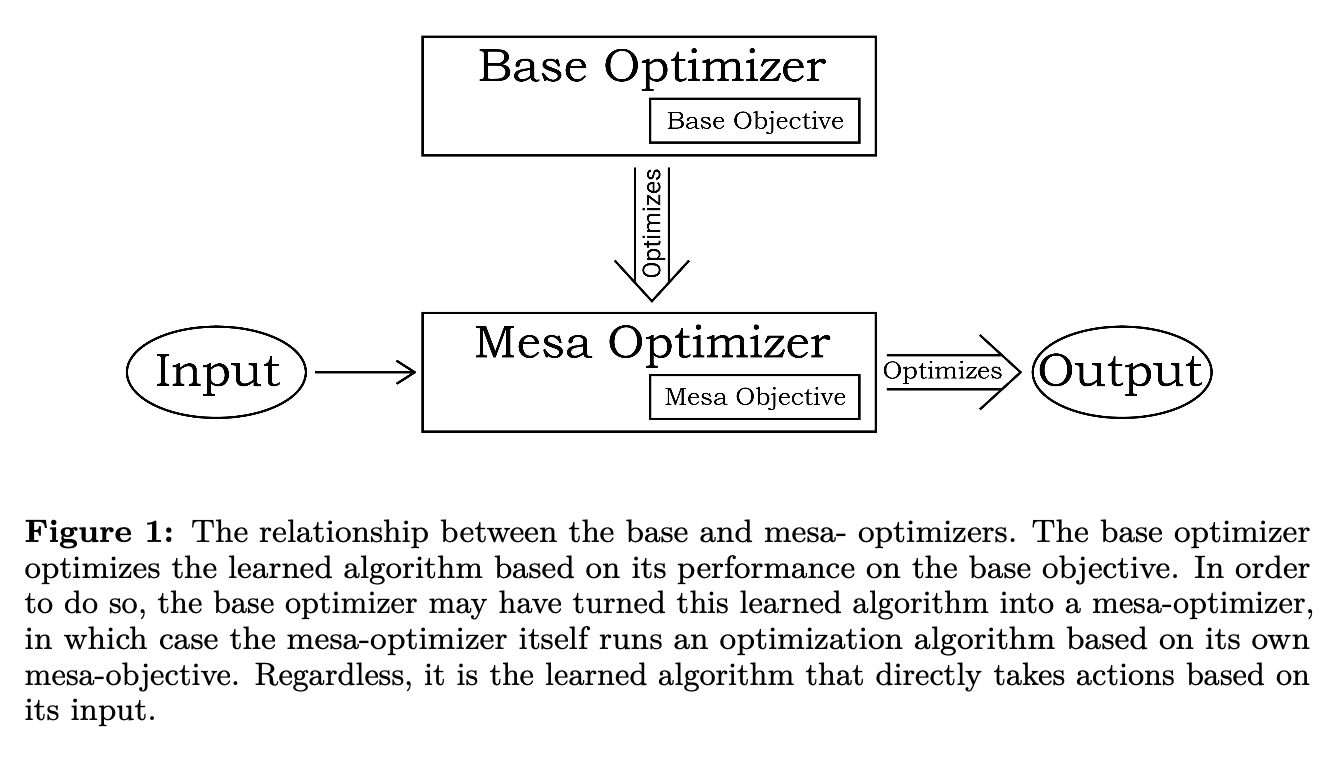 Base Optimizer
Base Objective
Optimizes
Input
Mesa Optimizer
Mesa Objective
Optimizes
Output
Figure 1: The relationship between the base and mesa- optimizers. The base optimizer
optimizes the learned algorithm based on its performance on the base objective. In order
to do so, the base optimizer may have turned this learned algorithm into a mesa-optimizer,
in which case the mesa-optimizer itself runs an optimization algorithm based on its own
mesa-objective. Regardless, it is the learned algorithm that directly takes actions based on
its input.